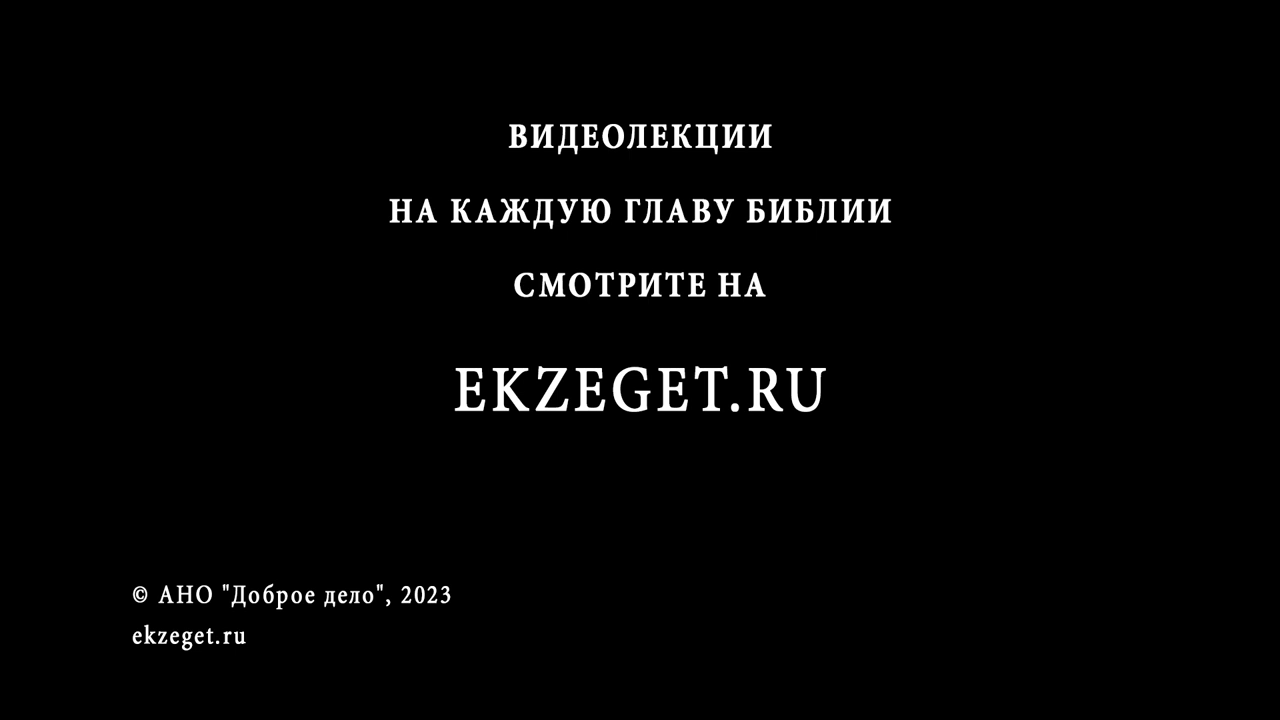 ВИДЕОЛЕКЦИИ
НА КАЖДУЮ ГЛАВУ БИБЛИИ
СМОТРИТЕ НА
EKZEGET.RU
© АНО "Доброе дело", 2023
ekzeget.ru